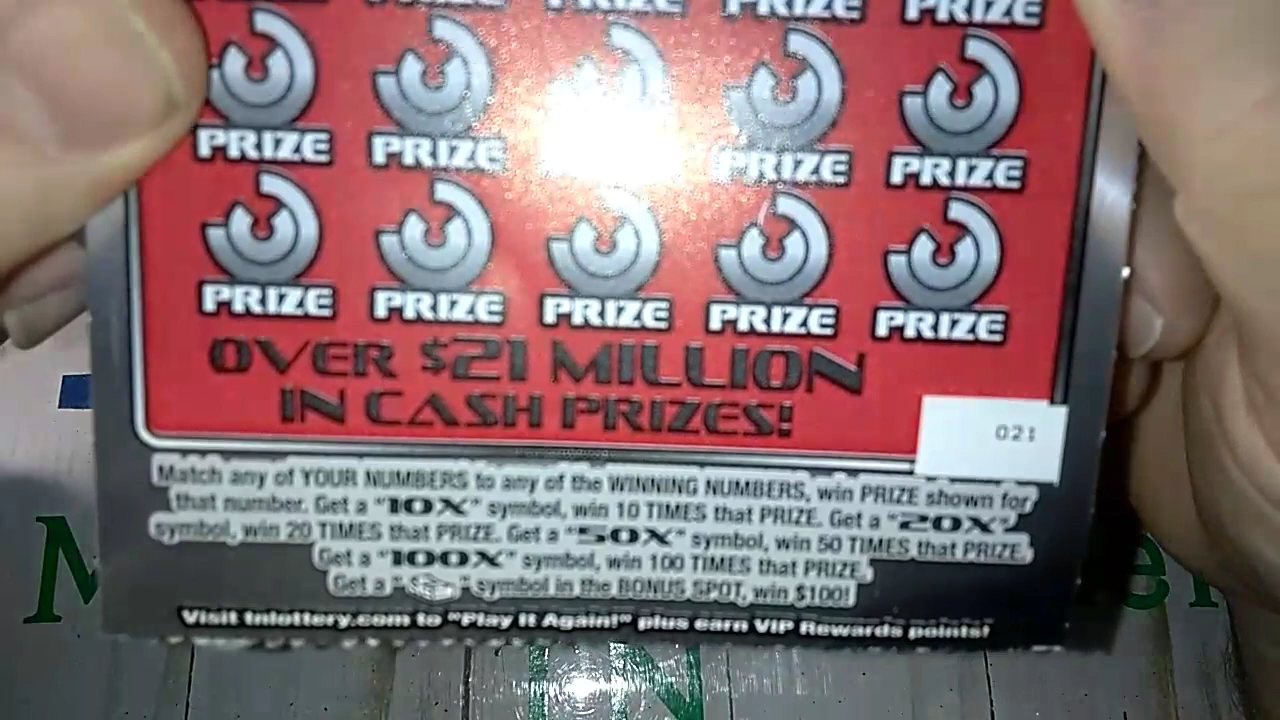 PRIZE PRIZE PRIZE PRIZE
PRIZE PRIZE PRIZE PRIZE
PRIZE PRIZE PRIZE PRIZE PRIZE
OVER $21 MILLION
IN CASH PRIZES!
021
Match any of YOUR NUMBERS to any of the WINNING NUMBERS, win PRIZE shown for
that number. Get a "10X" symbol, win 10 TIMES that PRIZE. Get a "20X"
symbol, win 20 TIMES that PRIZE. Get a "50X" symbol, win 50 TIMES that PRIZE.
Get a "100X" symbol, win 100 TIMES that PRIZE.
Get a " " symbol in the BONUS SPOT, win $100!
Visit tnlottery.com to "Play It Again!" plus earn VIP Rewards points!